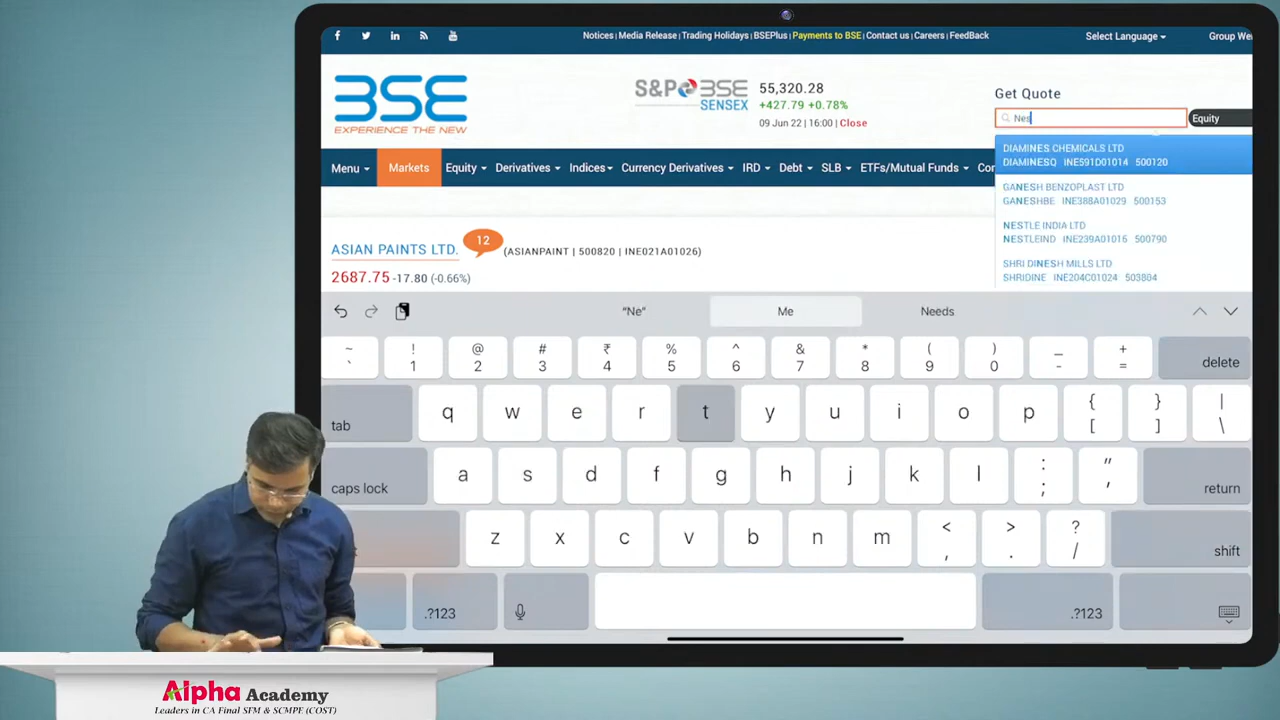 Notices | Media Release | Trading Holidays | BSEPlus | Payments to BSE | Contact us | Careers | FeedBack
Select Language
Group We
BSE
EXPERIENCE THE NEW
S&P BSE
SENSEX
55,320.28
+427.79 +0.78%
09 Jun 22 | 16:00 | Close
Get Quote
Nes
Equity
DIAMINES CHEMICALS LTD
DIAMINESQ INE591D01014 500120
GANESH BENZOPLAST LTD
GANESHBE INE388A01029 500153
NESTLE INDIA LTD
NESTLEIND INE239A01016 500790
SHRI DINESH MILLS LTD
SHRIDINE INE204C01024 503804
Menu Markets Equity Derivatives Indices Currency Derivatives IRD Debt SLB ETFs/Mutual Funds Co
ASIAN PAINTS LTD. 12 (ASIANPAINT | 500820 | INE021A01026)
2687.75 -17.80 (-0.66%)
"Ne" Me Needs
~ ! @ # ₹ % ^ & * ( ) _ +
` 1 2 3 4 5 6 7 8 9 0 - = delete
tab q w e r t y u i o p { [ } ] | \
caps lock a s d f g h j k l : ; " ' return
z x c v b n m < , > . ? / shift
.?123 .?123
Alpha Academy
Leaders in CA Final SFM & SCMPE (COST)